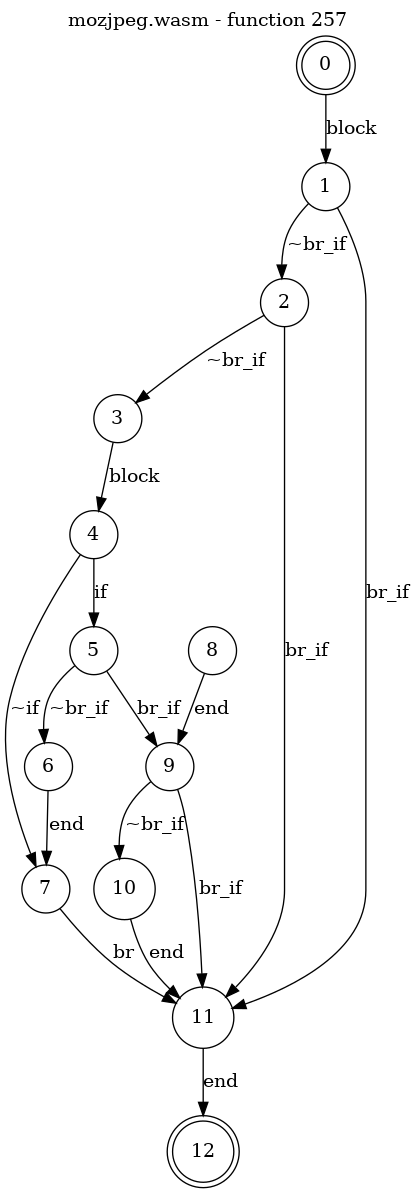 mozjpeg.wasm - function 257
0
block
1
~br_if
2
~br_if
3
block
br_if
br_if
4
if
~if
5
8
~br_if
br_if
end
6
9
end
~br_if
br_if
7
10
br
end
11
end
12